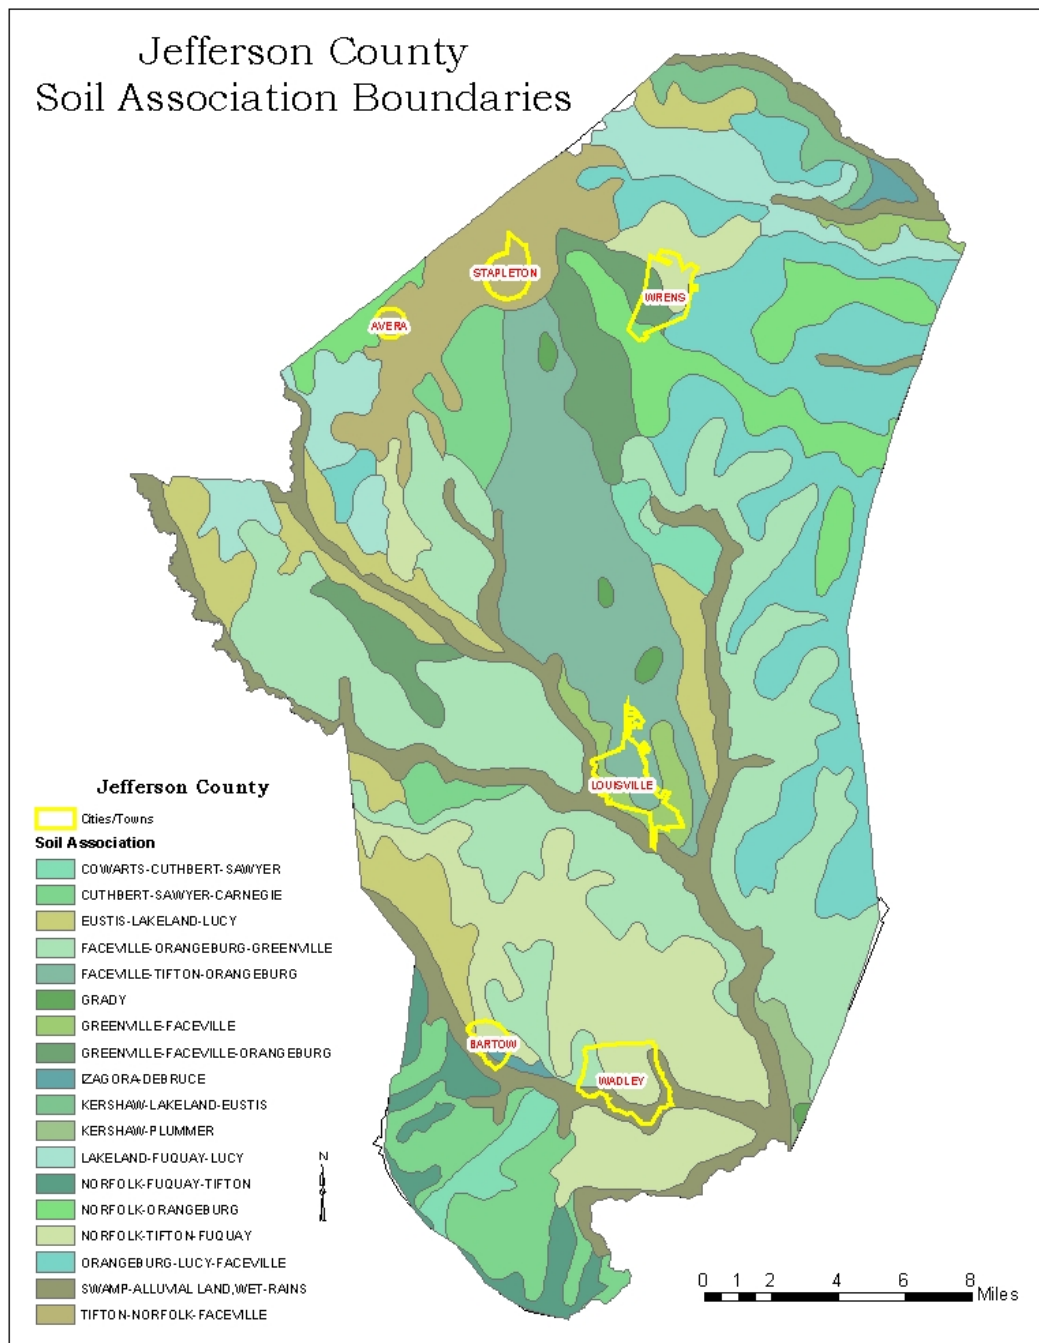 Jefferson County
Soil Association Boundaries
STAPLETON
WRENS
AVERA
LOUISVILLE
BARTOW
WADLEY
Jefferson County
Cities/Towns
Soil Association
COWARTS-CUTHBERT-SAWYER
CUTHBERT-SAWYER-CARNEGIE
EUSTIS-LAKELAND-LUCY
FACEVILLE-ORANGEBURG-GREENVILLE
FACEVILLE-TIFTON-ORANGEBURG
GRADY
GREENVILLE-FACEVILLE
GREENVILLE-FACEVILLE-ORANGEBURG
IZAGORA-DEBRUCE
KERSHAW-LAKELAND-EUSTIS
KERSHAW-PLUMMER
LAKELAND-FUQUAY-LUCY
NORFOLK-FUQUAY-TIFTON
NORFOLK-ORANGEBURG
NORFOLK-TIFTON-FUQUAY
ORANGEBURG-LUCY-FACEVILLE
SWAMP-ALLUVIAL LAND,WET-RAINS
TIFTON-NORFOLK-FACEVILLE
N
0 1 2 4 6 8
Miles